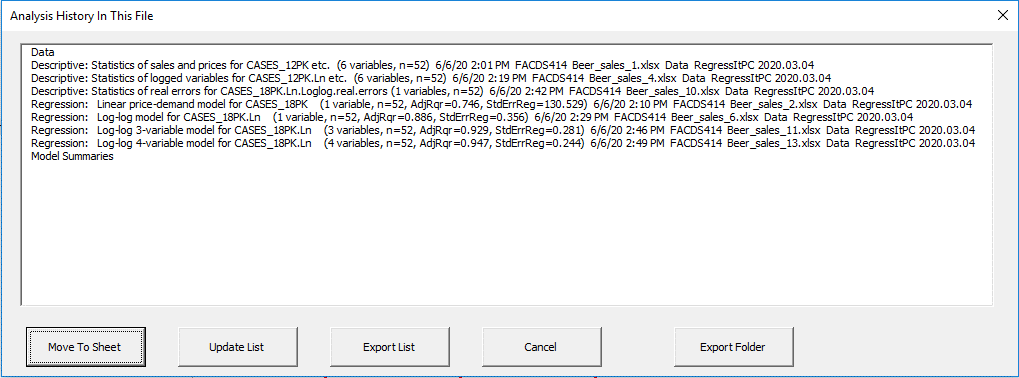 Analysis History In This File
Data
Descriptive: Statistics of sales and prices for CASES_12PK etc. (6 variables, n=52) 6/6/20 2:01 PM FACDS414 Beer_sales_1.xlsx Data RegressItPC 2020.03.04
Descriptive: Statistics of logged variables for CASES_12PK.Ln etc. (6 variables, n=52) 6/6/20 2:19 PM FACDS414 Beer_sales_4.xlsx Data RegressItPC 2020.03.04
Descriptive: Statistics of real errors for CASES_18PK.Ln.Loglog.real.errors (1 variables, n=52) 6/6/20 2:42 PM FACDS414 Beer_sales_10.xlsx Data RegressItPC 2020.03.04
Regression: Linear price-demand model for CASES_18PK (1 variable, n=52, AdjRqr=0.746, StdErrReg=130.529) 6/6/20 2:10 PM FACDS414 Beer_sales_2.xlsx Data RegressItPC 2020.03.04
Regression: Log-log model for CASES_18PK.Ln (1 variable, n=52, AdjRqr=0.886, StdErrReg=0.356) 6/6/20 2:29 PM FACDS414 Beer_sales_6.xlsx Data RegressItPC 2020.03.04
Regression: Log-log 3-variable model for CASES_18PK.Ln (3 variables, n=52, AdjRqr=0.929, StdErrReg=0.281) 6/6/20 2:46 PM FACDS414 Beer_sales_11.xlsx Data RegressItPC 2020.03.04
Regression: Log-log 4-variable model for CASES_18PK.Ln (4 variables, n=52, AdjRqr=0.947, StdErrReg=0.244) 6/6/20 2:49 PM FACDS414 Beer_sales_13.xlsx Data RegressItPC 2020.03.04
Model Summaries
Move To Sheet Update List Export List Cancel Export Folder